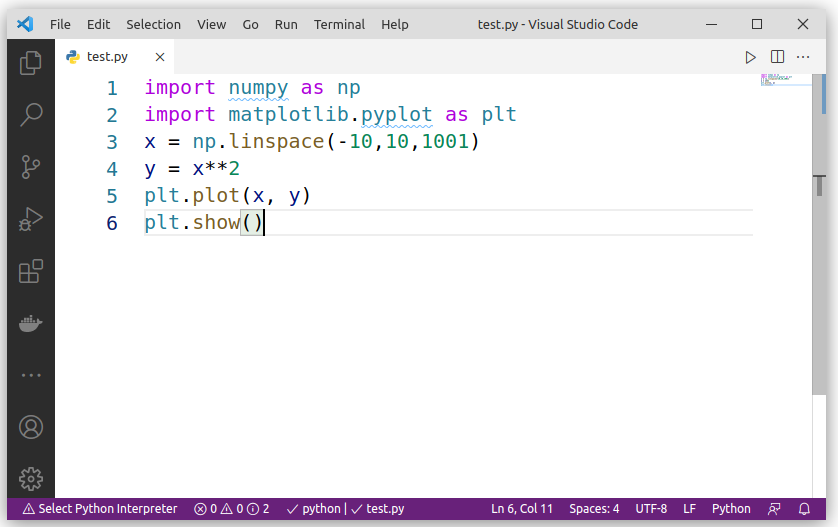 File Edit Selection View Go Run Terminal Help test.py - Visual Studio Code
test.py
1 import numpy as np
2 import matplotlib.pyplot as plt
3 x = np.linspace(-10,10,1001)
4 y = x**2
5 plt.plot(x, y)
6 plt.show()
Select Python Interpreter 0 0 2 python | test.py Ln 6, Col 11 Spaces: 4 UTF-8 LF Python